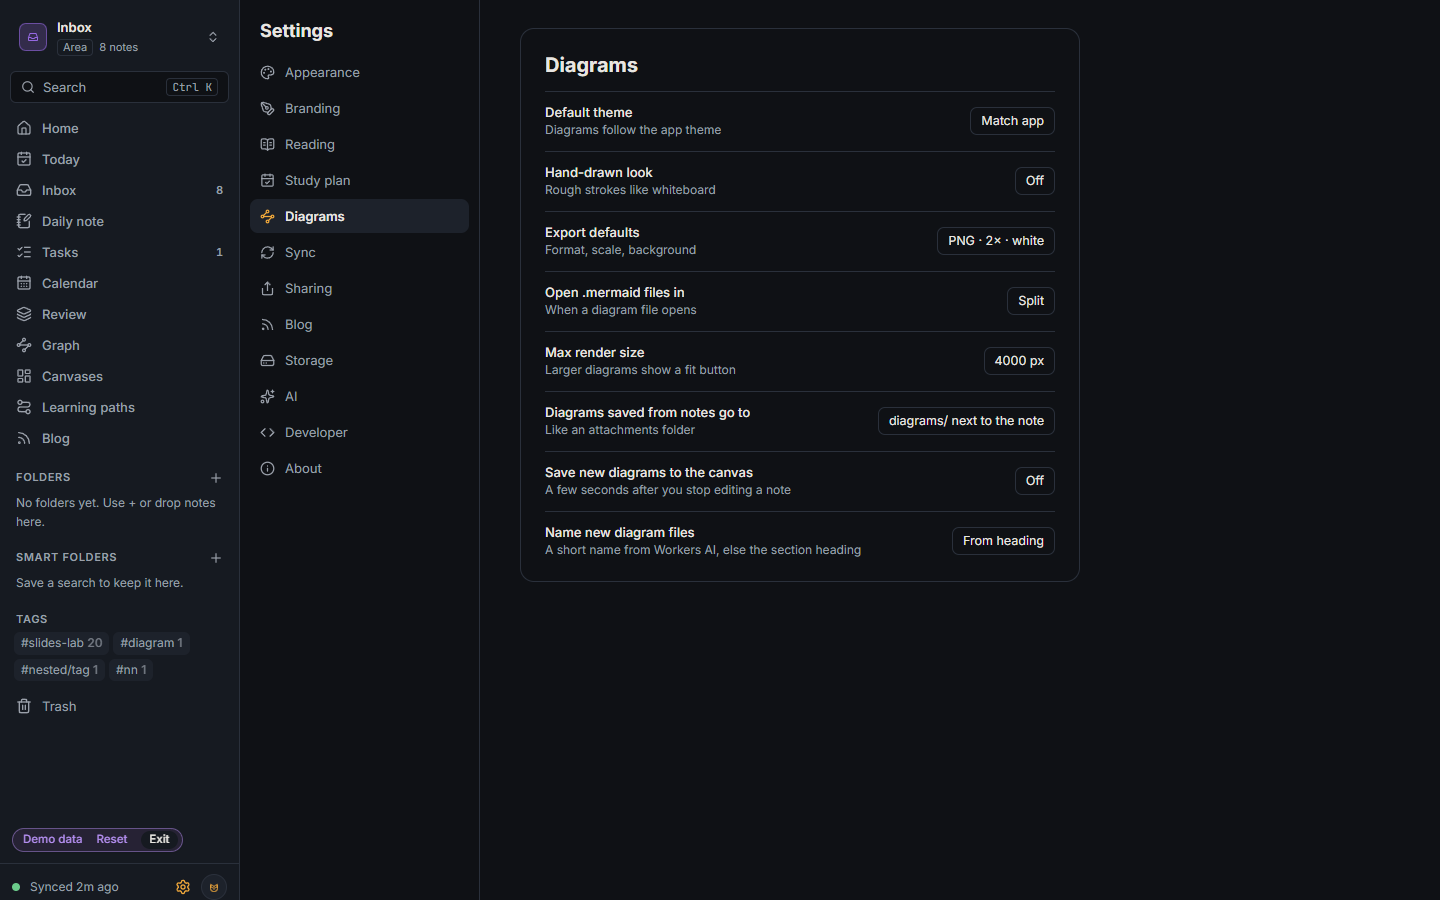 Inbox
Area 8 notes
Search Ctrl K
Home
Today
Inbox 8
Daily note
Tasks 1
Calendar
Review
Graph
Canvases
Learning paths
Blog
FOLDERS
No folders yet. Use + or drop notes
here.
SMART FOLDERS
Save a search to keep it here.
TAGS
#slides-lab 20 #diagram 1
#nested/tag 1 #nn 1
Trash
Demo data Reset Exit
Synced 2m ago
Settings
Appearance
Branding
Reading
Study plan
Diagrams
Sync
Sharing
Blog
Storage
AI
Developer
About
Diagrams
Default theme
Diagrams follow the app theme
Match app
Hand-drawn look
Rough strokes like whiteboard
Off
Export defaults
Format, scale, background
PNG · 2× · white
Open .mermaid files in
When a diagram file opens
Split
Max render size
Larger diagrams show a fit button
4000 px
Diagrams saved from notes go to
Like an attachments folder
diagrams/ next to the note
Save new diagrams to the canvas
A few seconds after you stop editing a note
Off
Name new diagram files
A short name from Workers AI, else the section heading
From heading